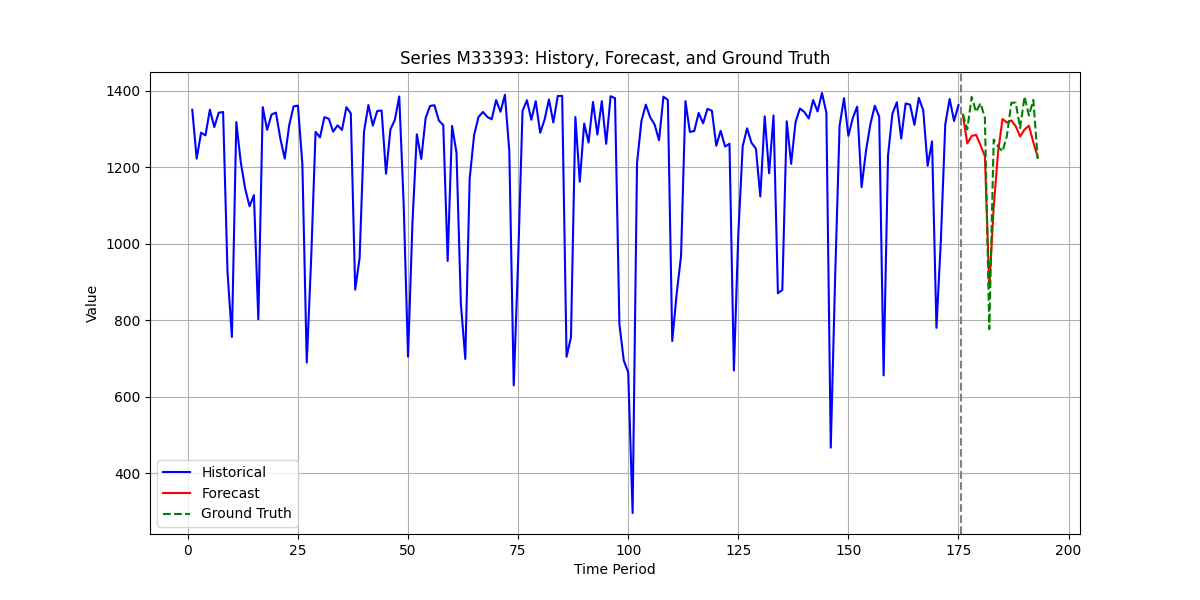 Series M33393: History, Forecast, and Ground Truth
1400
1200
1000
800
600
400
Value
Historical
Forecast
Ground Truth
0 25 50 75 100 125 150 175 200
Time Period